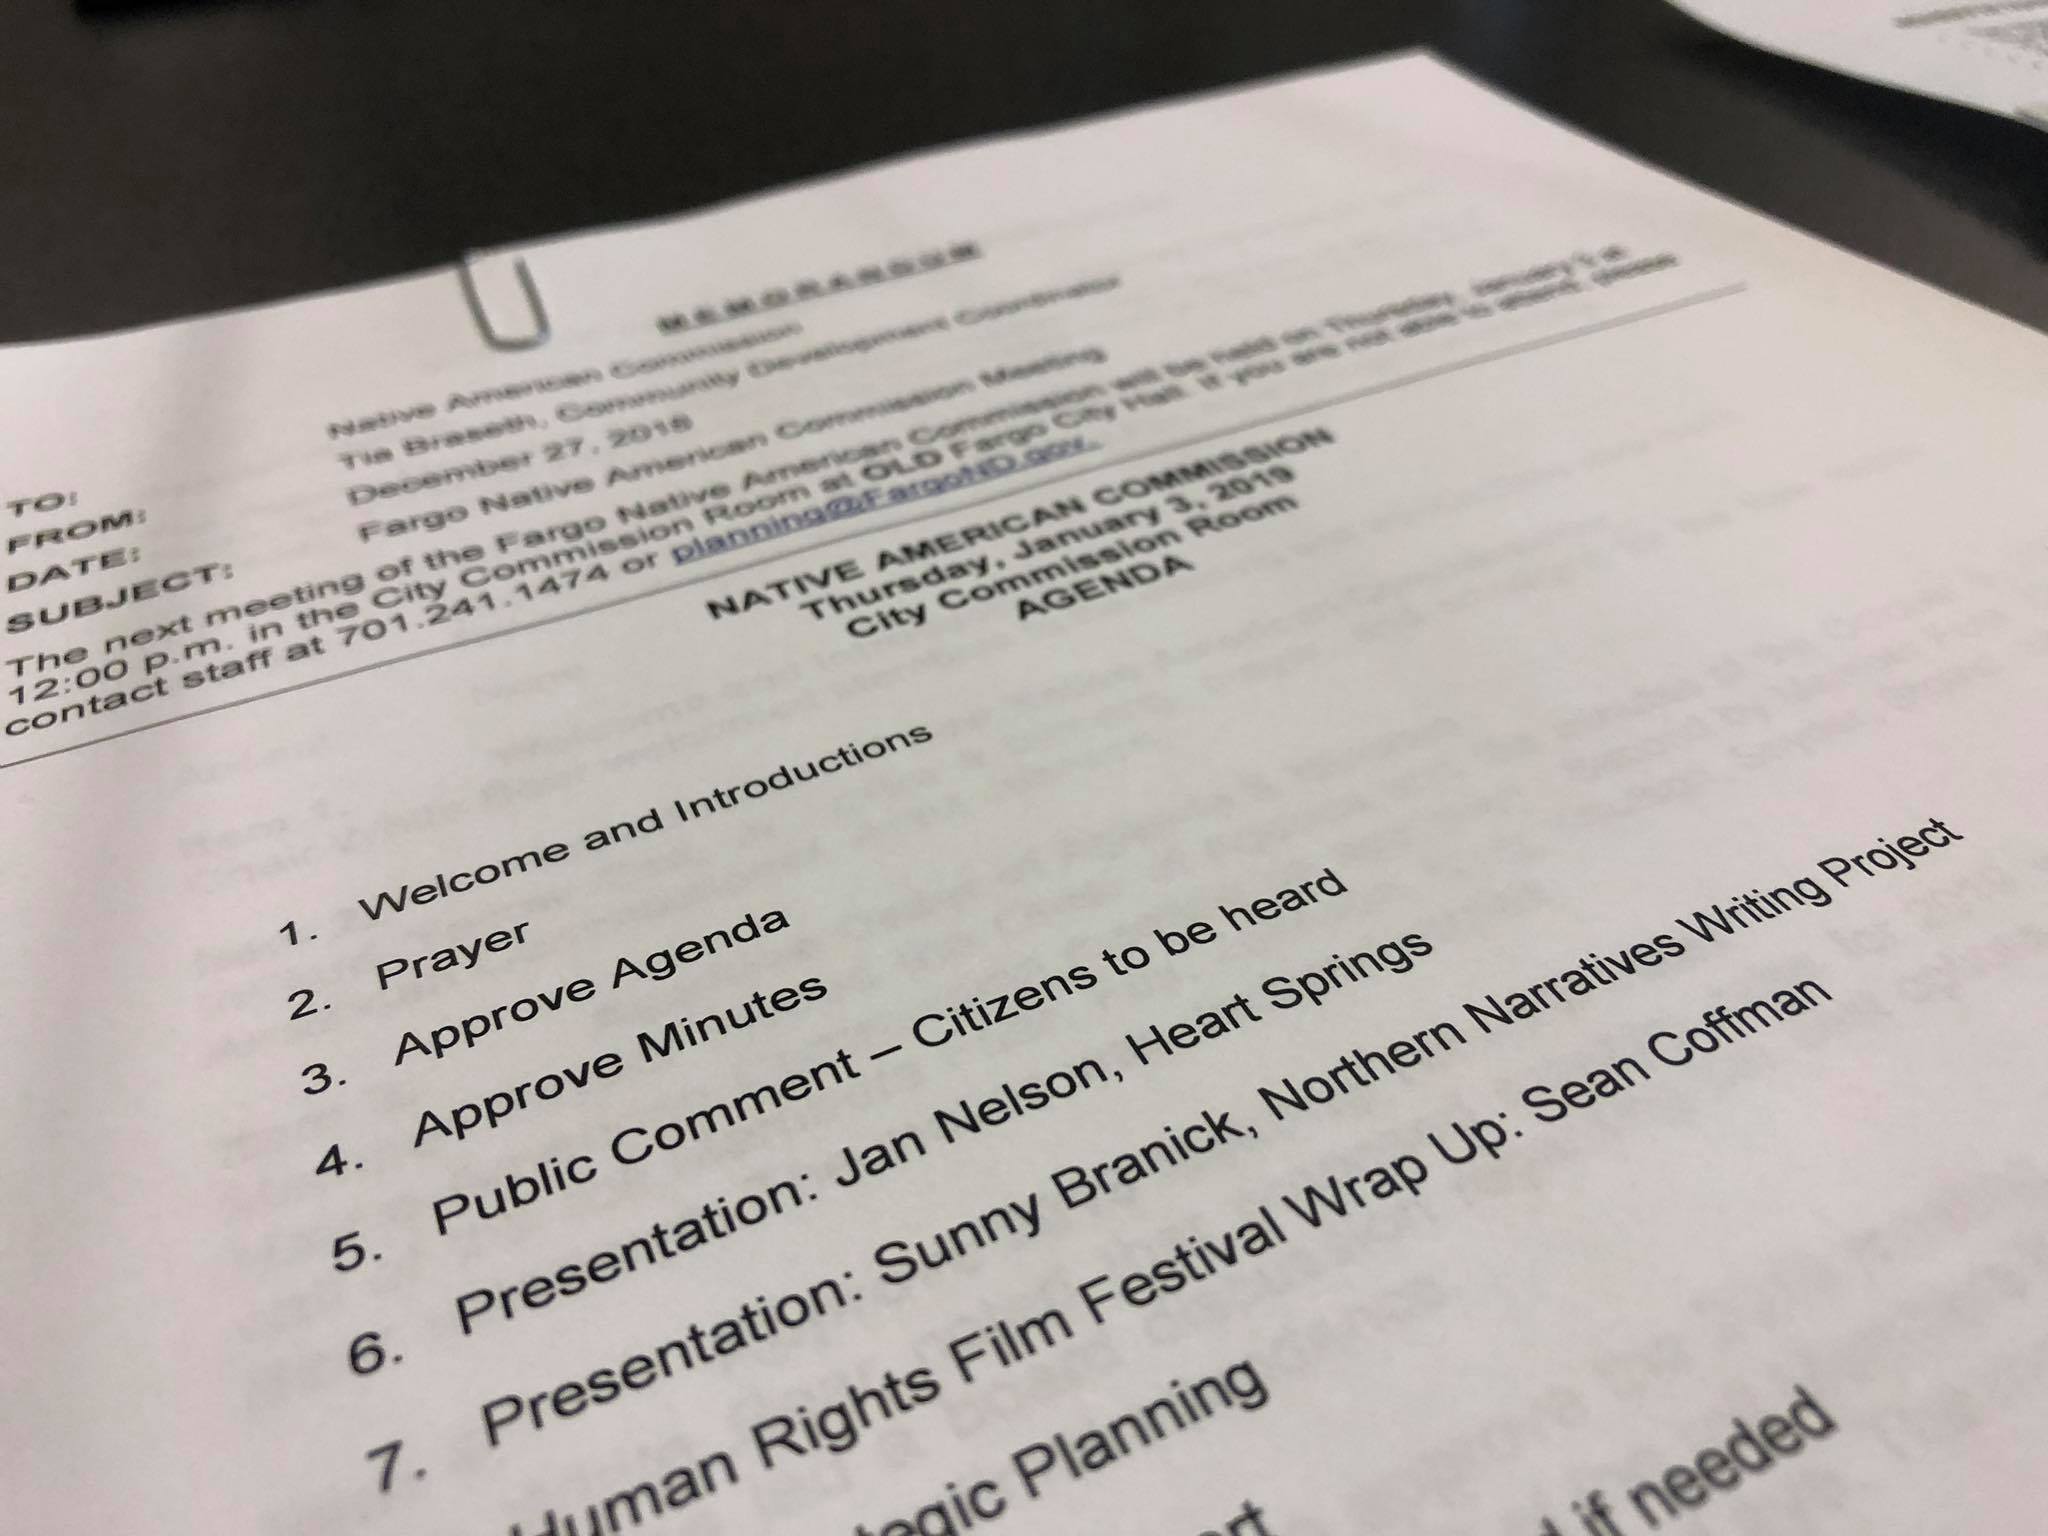 MEMORANDUM
TO: Native American Commission
FROM: Tia Braseth, Community Development Coordinator
DATE: December 27, 2018
SUBJECT: Fargo Native American Commission Meeting
The next meeting of the Fargo Native American Commission will be held on Thursday, January at
12:00 p.m. in the City Commission Room at OLD Fargo City Hall. If you are not able to attend, please
contact staff at 701.241.1474 or planning@FargoND.gov.
NATIVE AMERICAN COMMISSION
Thursday, January 3, 2019
City Commission Room
AGENDA
1. Welcome and Introductions
2. Prayer
3. Approve Agenda
4. Approve Minutes
5. Public Comment – Citizens to be heard
6. Presentation: Jan Nelson, Heart Springs
7. Presentation: Sunny Branick, Northern Narratives Writing Project
Human Rights Film Festival Wrap Up: Sean Coffman
tegic Planning
if needed